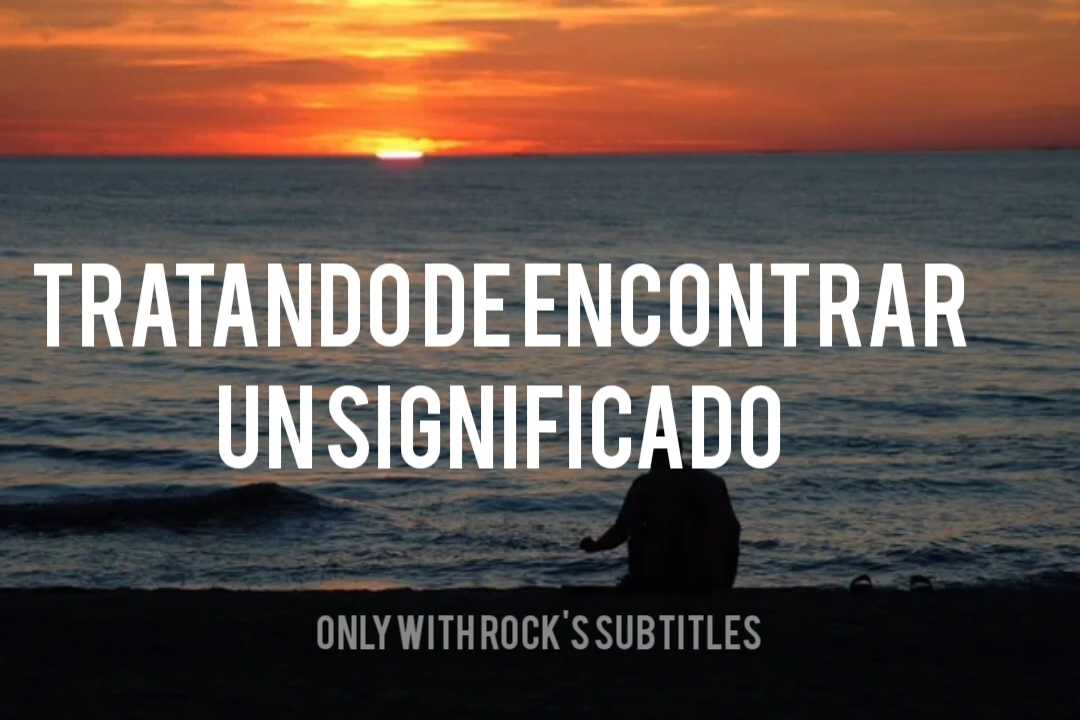 TRATANDO DE ENCONTRAR
UN SIGNIFICADO
ONLY WITH ROCK'S SUBTITLES